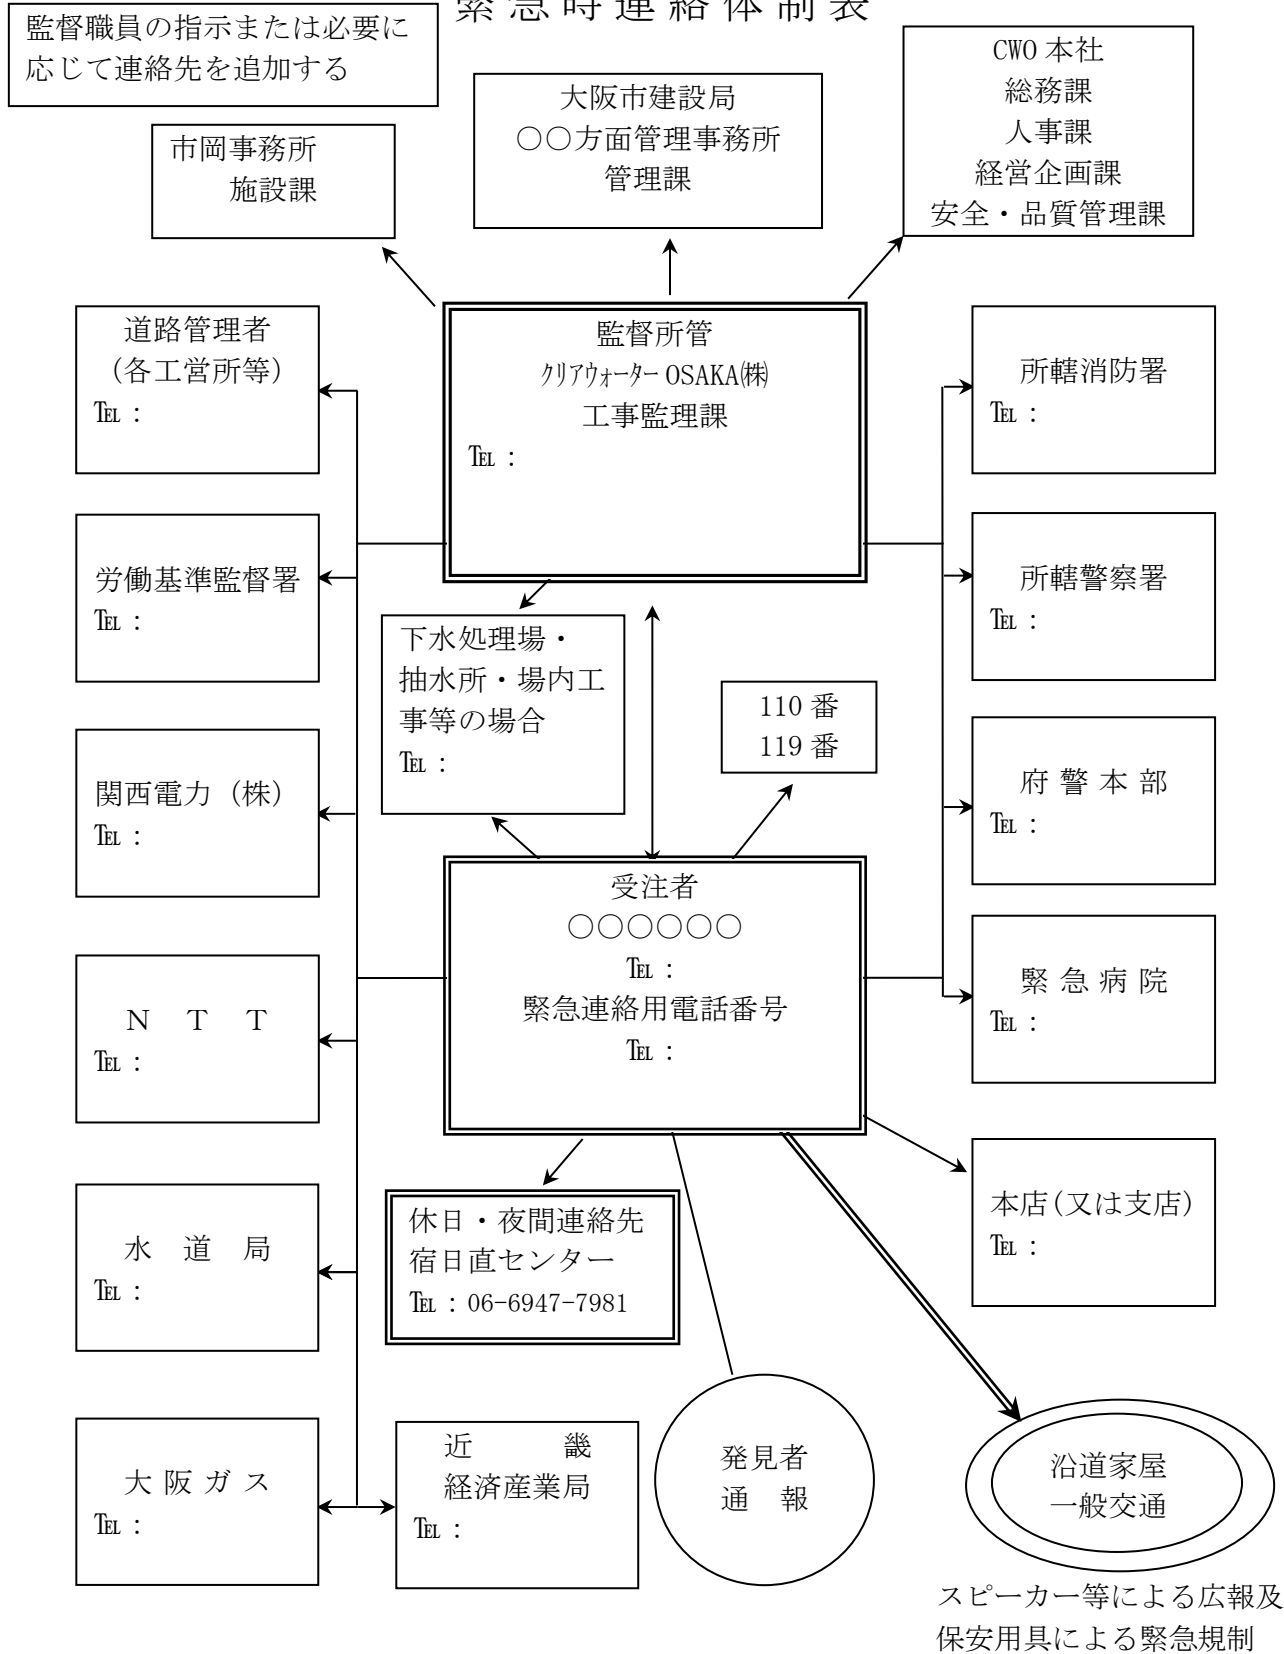 緊急時連絡体制表
監督職員の指示または必要に
応じて連絡先を追加する
市岡事務所
施設課
大阪市建設局
○○方面管理事務所
管理課
CWO本社
総務課
人事課
経営企画課
安全・品質管理課
道路管理者
(各工営所等)
℡：
監督所管
ｸﾘｱｳｫｰﾀｰOSAKA㈱
工事監理課
℡：
所轄消防署
℡：
労働基準監督署
℡：
所轄警察署
℡：
下水処理場・
抽水所・場内工
事等の場合
℡：
110番
119番
関西電力（株）
℡：
府警本部
℡：
受注者
○○○○○○
℡：
緊急連絡用電話番号
℡：
Ｎ　Ｔ　Ｔ
℡：
緊急病院
℡：
水　道　局
℡：
休日・夜間連絡先
宿日直センター
℡：06-6947-7981
本店(又は支店)
℡：
大阪ガス
℡：
近　　　畿
経済産業局
℡：
発見者
通　報
沿道家屋
一般交通
スピーカー等による広報及
保安用具による緊急規制